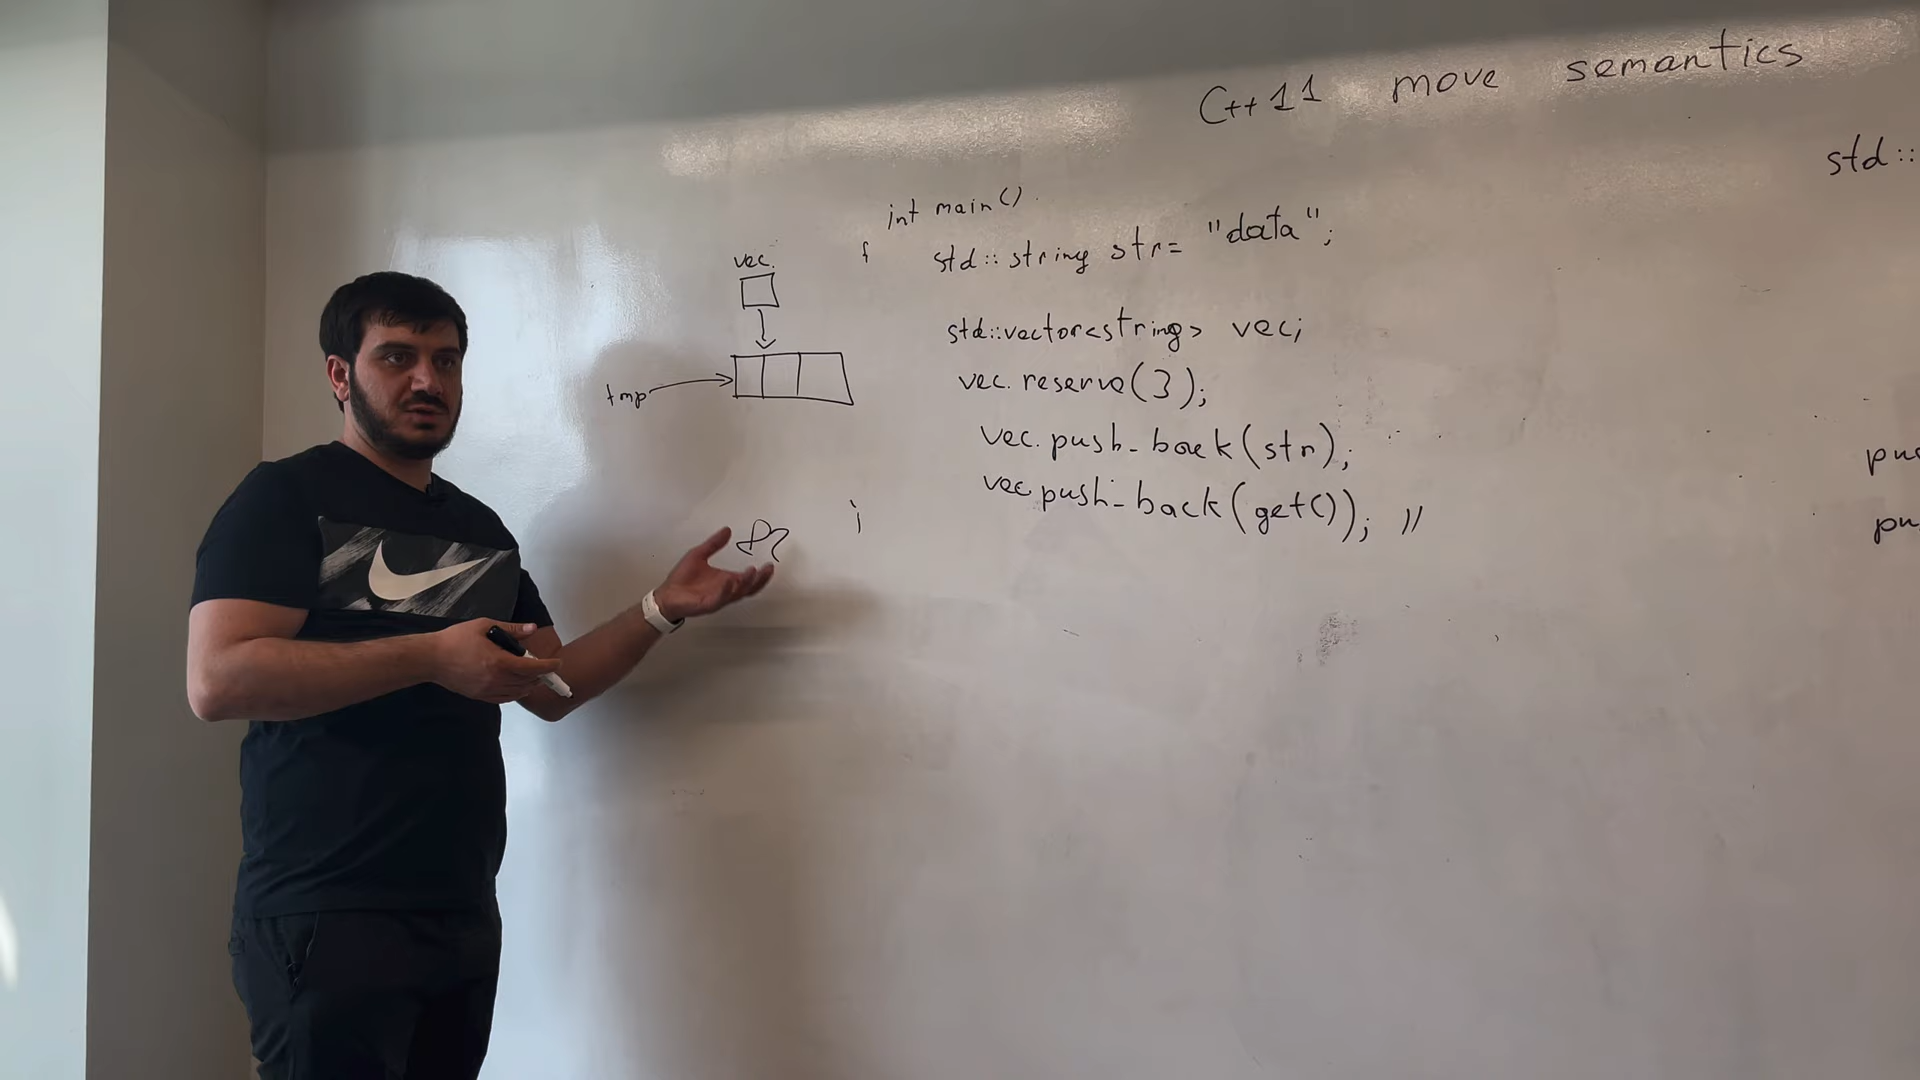 C++11 move semantics
std::
int main()
{
std::string str= "data";
vec.
std::vector<string> vec;
vec.reserve(3);
tmp
vec.push_back(str);
vec.push_back(get()); //
pus
pu